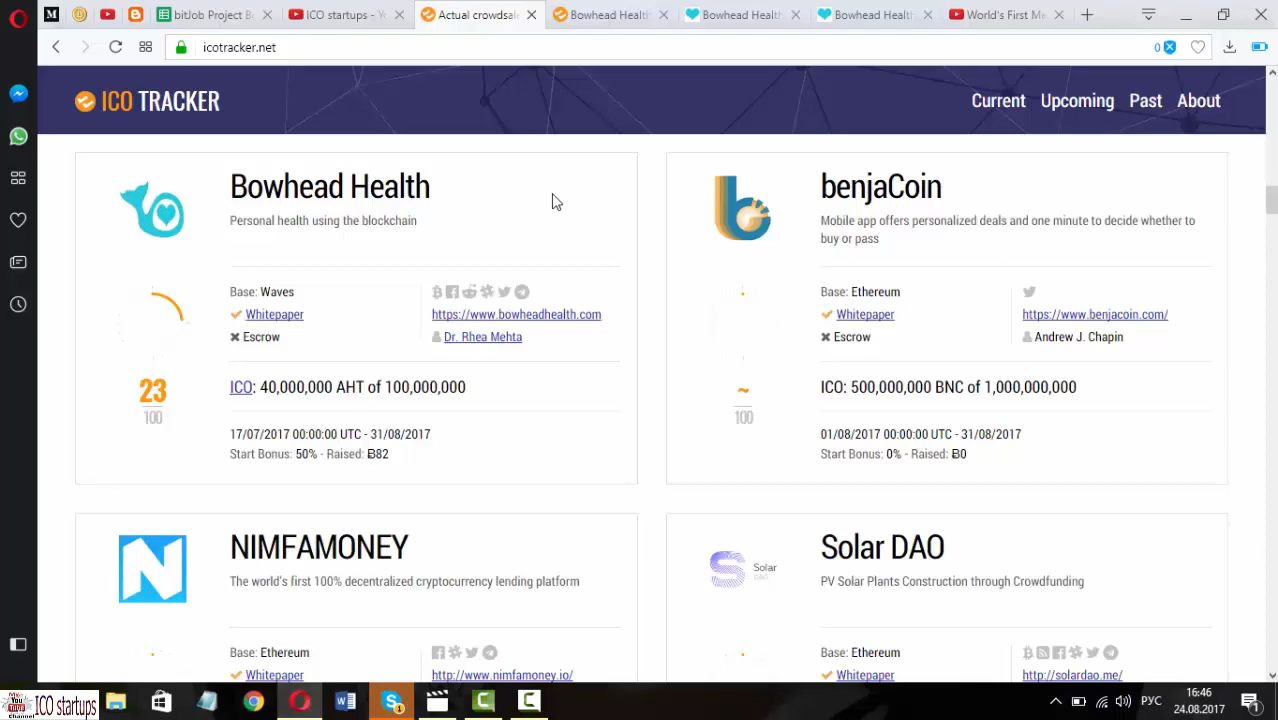 bitJob Project B
ICO startups - Yo
Actual crowdsale
Bowhead Health
Bowhead Health
Bowhead Health
World's First Me
icotracker.net
0
ICO TRACKER
Current
Upcoming
Past
About
Bowhead Health
Personal health using the blockchain
Base: Waves
Whitepaper
https://www.bowheadhealth.com
Escrow
Dr. Rhea Mehta
23
100
ICO: 40,000,000 AHT of 100,000,000
17/07/2017 00:00:00 UTC - 31/08/2017
Start Bonus: 50% - Raised: Ƀ82
benjaCoin
Mobile app offers personalized deals and one minute to decide whether to
buy or pass
Base: Ethereum
Whitepaper
https://www.benjacoin.com/
Escrow
Andrew J. Chapin
~
100
ICO: 500,000,000 BNC of 1,000,000,000
01/08/2017 00:00:00 UTC - 31/08/2017
Start Bonus: 0% - Raised: Ƀ0
NIMFAMONEY
The world's first 100% decentralized cryptocurrency lending platform
Base: Ethereum
Whitepaper
http://www.nimfamoney.io/
Solar DAO
Solar
DAO
PV Solar Plants Construction through Crowdfunding
Base: Ethereum
Whitepaper
http://solardao.me/
ICO startups
Channel
РУС
16:46
24.08.2017
1